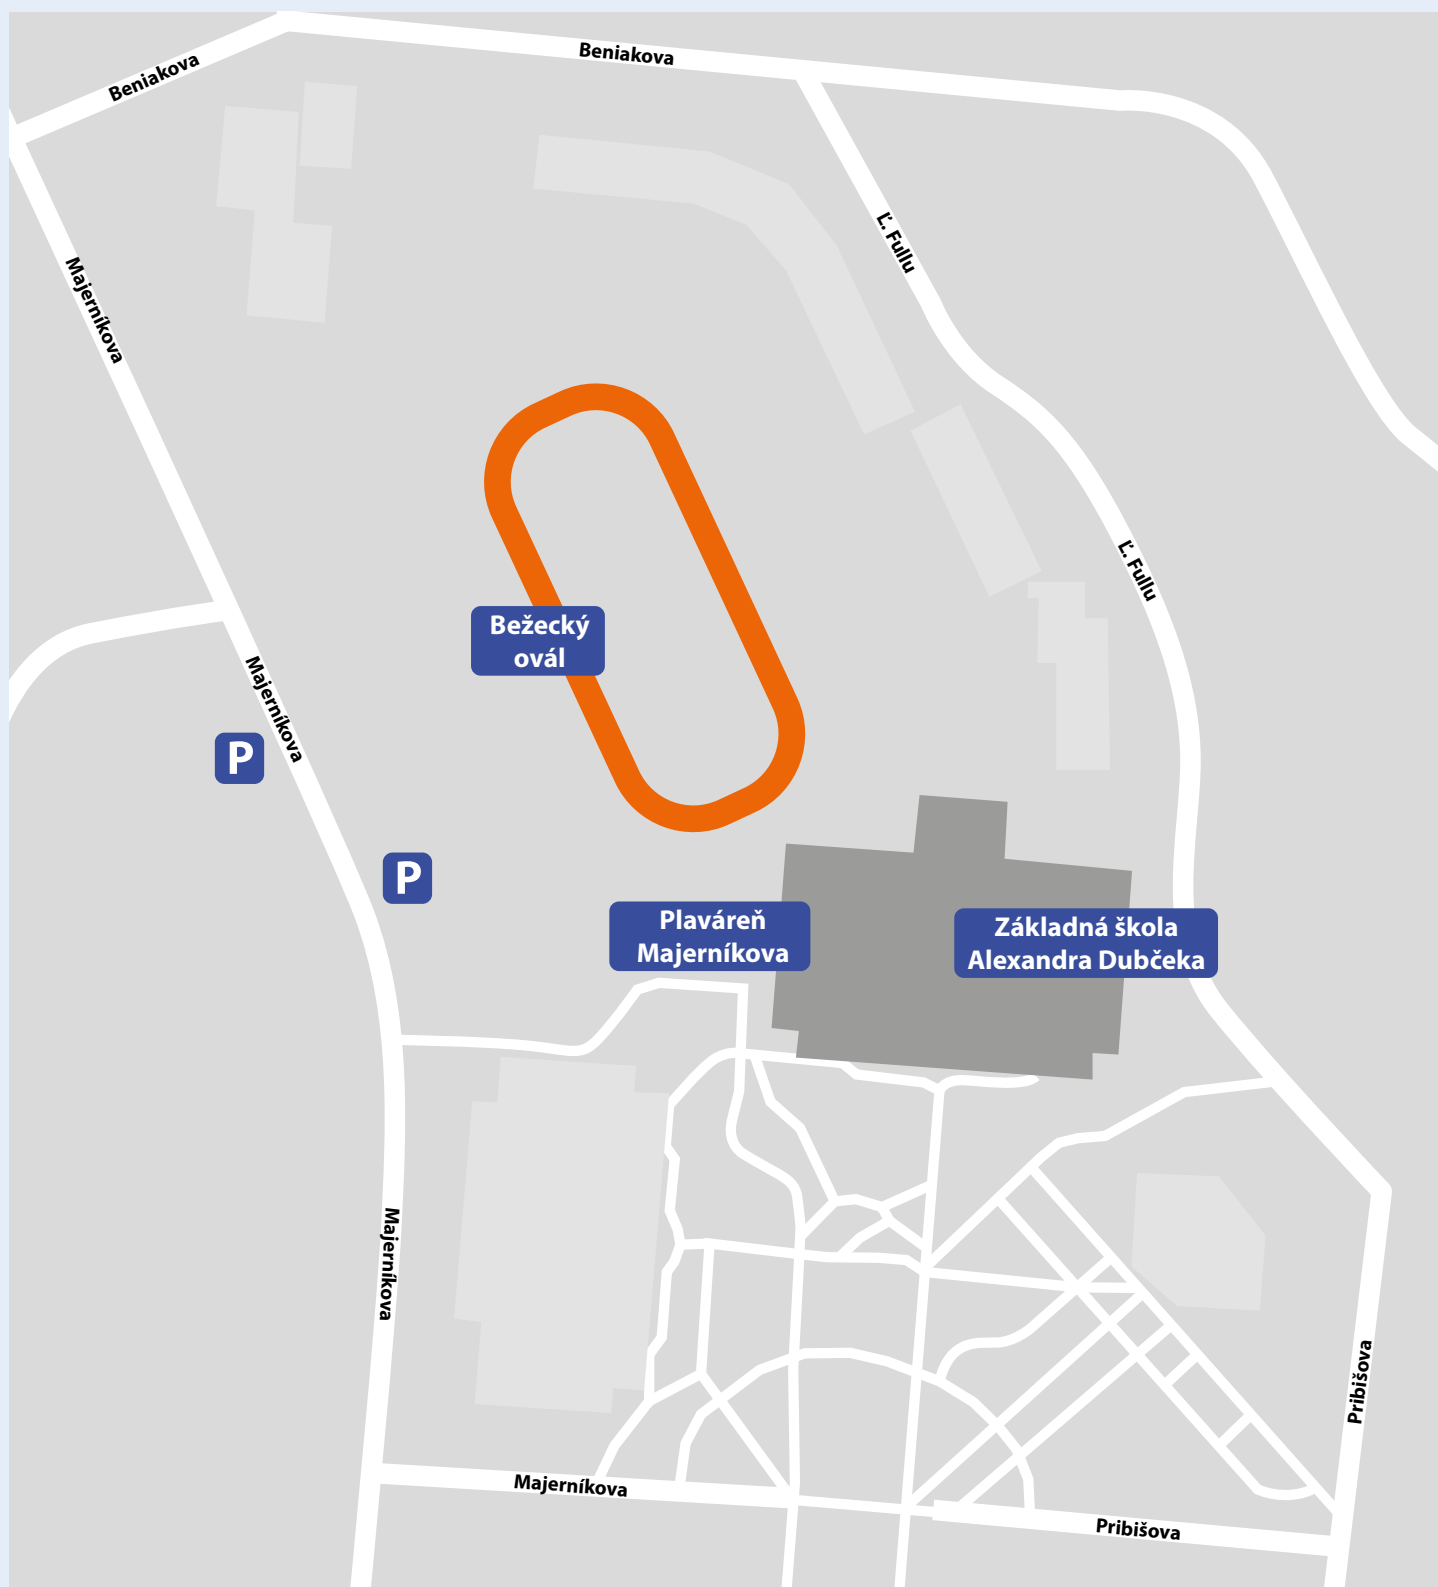 Beniakova
Beniakova
Ľ. Fullu
Majerníkova
Ľ. Fullu
Bežecký
ovál
Majerníkova
P
P
Plaváreň
Majerníkova
Základná škola
Alexandra Dubčeka
Majerníkova
Pribišova
Majerníkova
Pribišova